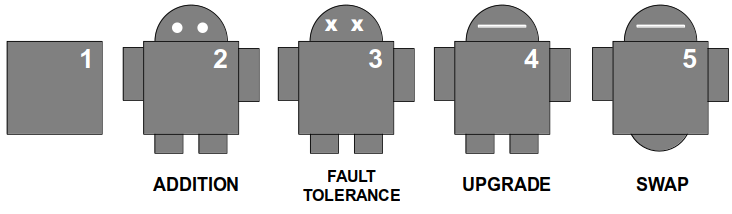 1
2
x x
3
4
5
ADDITION
FAULT
TOLERANCE
UPGRADE
SWAP